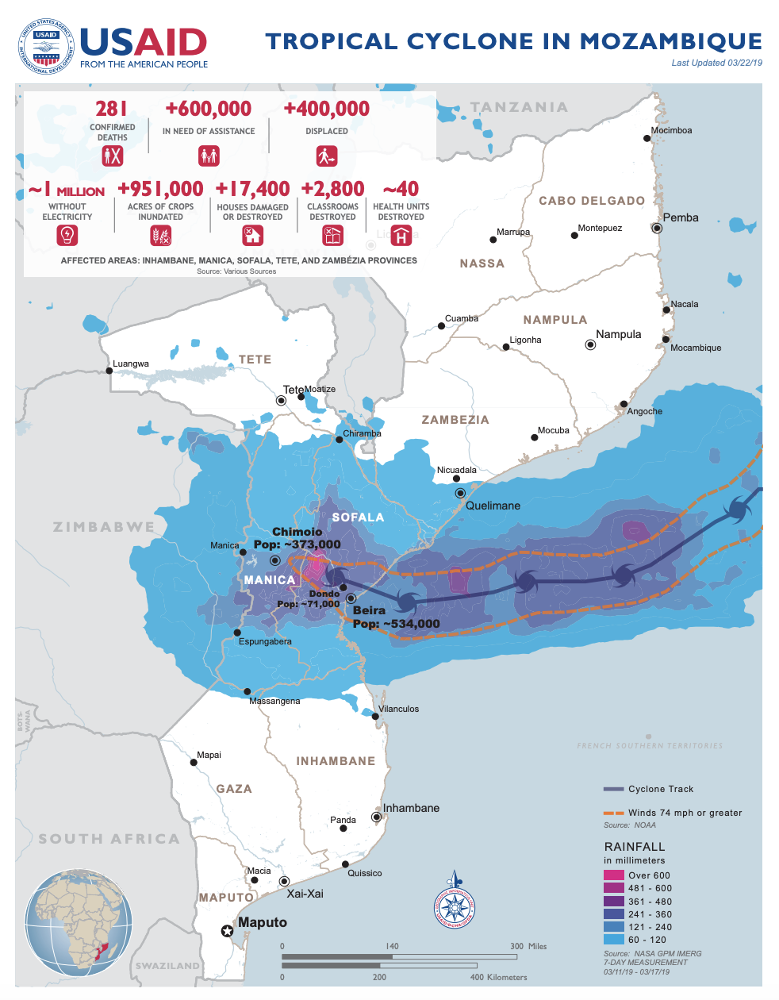 UNITED STATES AGENCY
USAID
INTERNATIONAL DEVELOPMENT
USAID
FROM THE AMERICAN PEOPLE
TROPICAL CYCLONE IN MOZAMBIQUE
Last Updated 03/22/19
281
CONFIRMED
DEATHS
+600,000
IN NEED OF ASSISTANCE
+400,000
DISPLACED
~1 MILLION
WITHOUT
ELECTRICITY
+951,000
ACRES OF CROPS
INUNDATED
+17,400
HOUSES DAMAGED
OR DESTROYED
+2,800
CLASSROOMS
DESTROYED
~40
HEALTH UNITS
DESTROYED
AFFECTED AREAS: INHAMBANE, MANICA, SOFALA, TETE, AND ZAMBÉZIA PROVINCES
Source: Various Sources
TANZANIA
Mocimboa
CABO DELGADO
Pemba
Montepuez
Marrupa
NASSA
Nacala
Cuamba
NAMPULA
Nampula
Ligonha
Mocambique
TETE
Luangwa
Tete
Moatize
Angoche
ZAMBEZIA
Mocuba
Chiramba
Nicuadala
Quelimane
ZIMBABWE
SOFALA
Chimoio
Pop: ~373,000
Manica
MANICA
Dondo
Pop: ~71,000
Beira
Pop: ~534,000
Espungabera
Massangena
Vilanculos
BOTS-
WANA
FRENCH SOUTHERN TERRITORIES
Mapai
INHAMBANE
GAZA
Inhambane
Panda
SOUTH AFRICA
Quissico
Macia
Xai-Xai
MAPUTO
Maputo
SWAZILAND
Cyclone Track
Winds 74 mph or greater
Source: NOAA
RAINFALL
in millimeters
Over 600
481 - 600
361 - 480
241 - 360
121 - 240
60 - 120
Source: NASA GPM IMERG
7-DAY MEASUREMENT
03/11/19 - 03/17/19
0 140 300 Miles
0 200 400 Kilometers